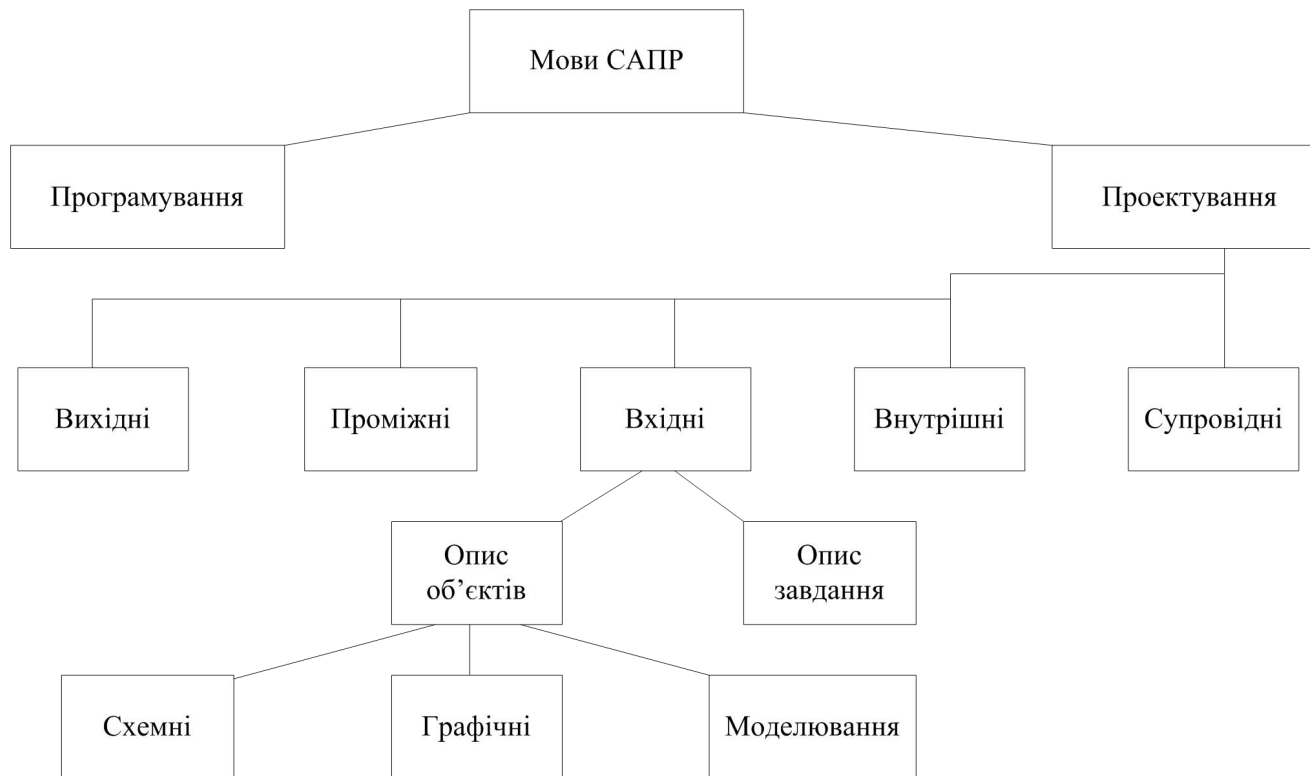 Мови САПР
Програмування
Проектування
Вихідні
Проміжні
Вхідні
Внутрішні
Супровідні
Опис
об’єктів
Опис
завдання
Схемні
Графічні
Моделювання